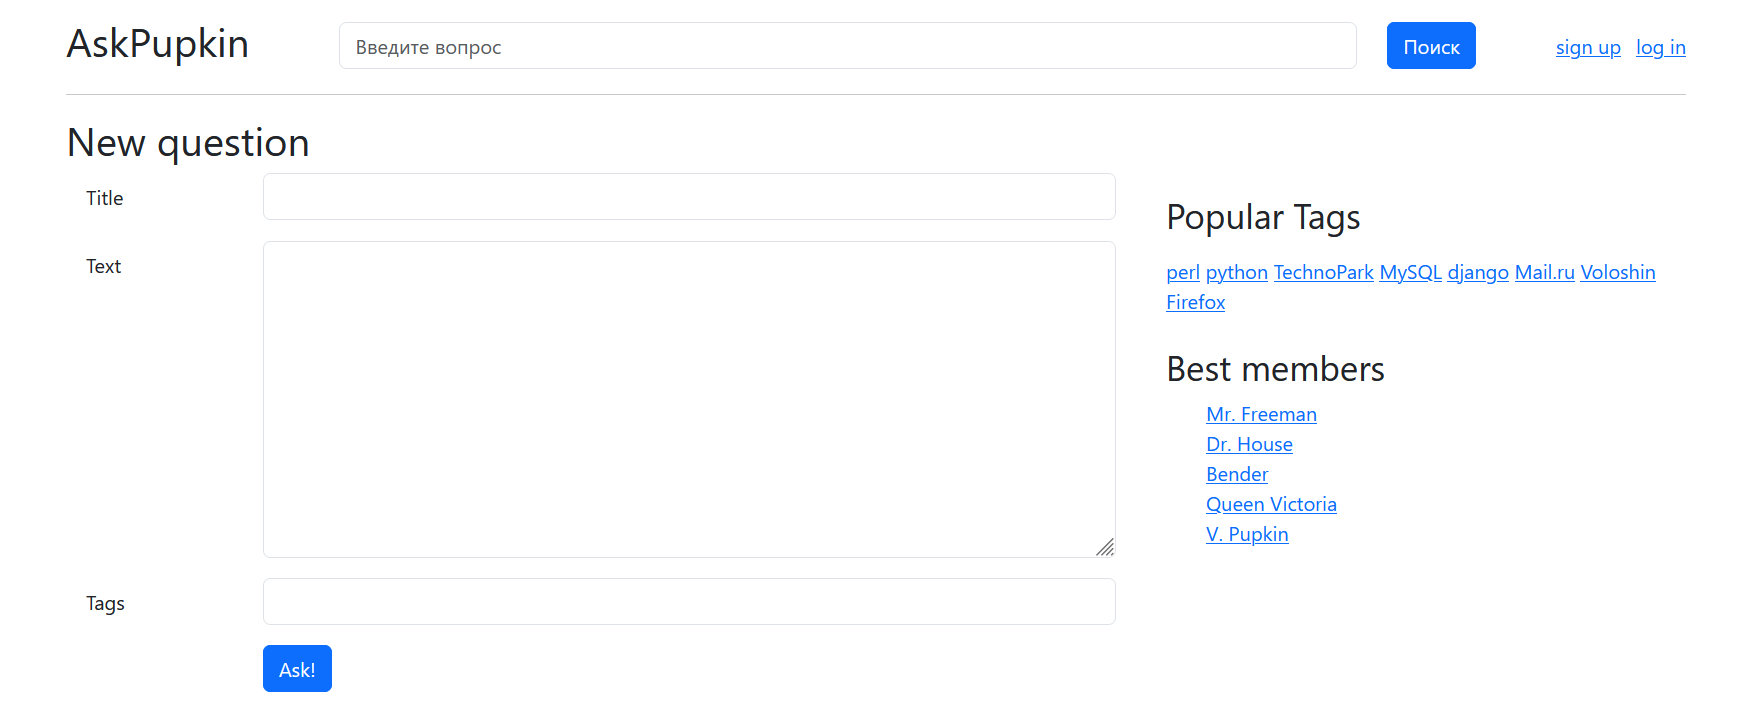 AskPupkin
Введите вопрос
Поиск
sign up log in
New question
Title
Text
Tags
Ask!
Popular Tags
perl python TechnoPark MySQL django Mail.ru Voloshin
Firefox
Best members
Mr. Freeman
Dr. House
Bender
Queen Victoria
V. Pupkin